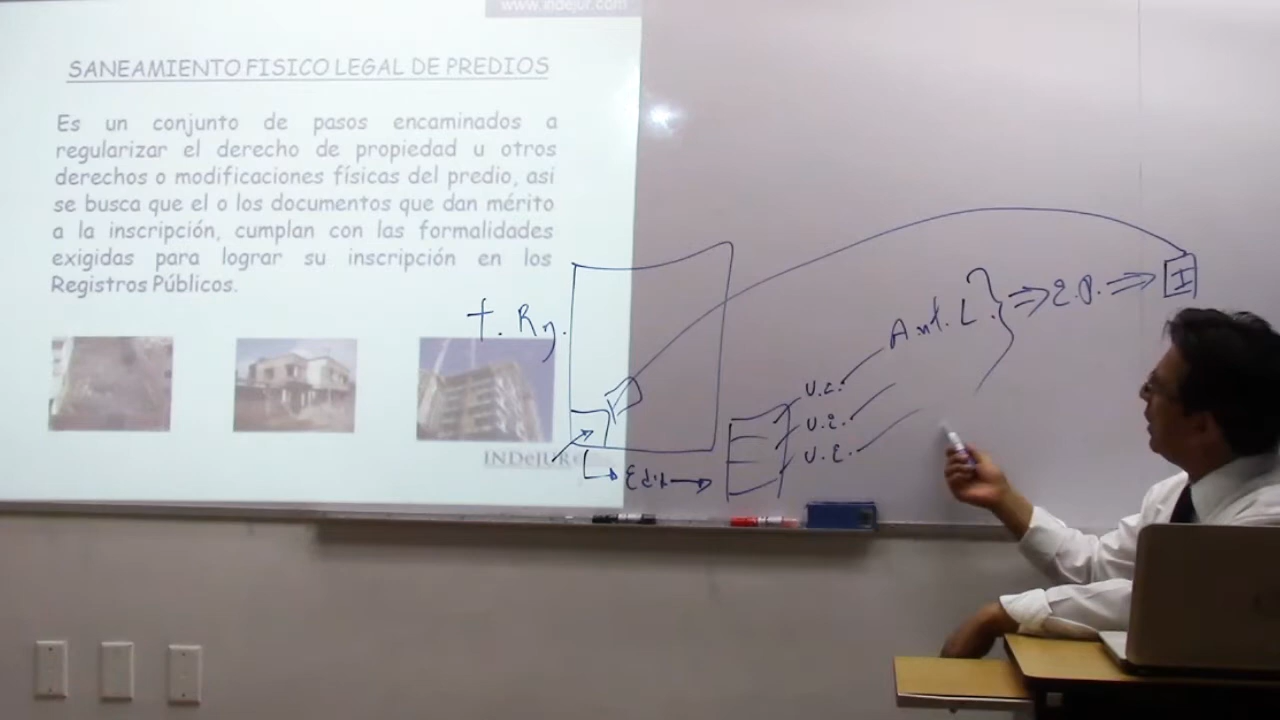 www.indejur.com
SANEAMIENTO FISICO LEGAL DE PREDIOS
Es un conjunto de pasos encaminados a
regularizar el derecho de propiedad u otros
derechos o modificaciones físicas del predio, asi
se busca que el o los documentos que dan mérito
a la inscripción, cumplan con las formalidades
exigidas para lograr su inscripción en los
Registros Públicos.
INDeJUR
Ant. L.
I